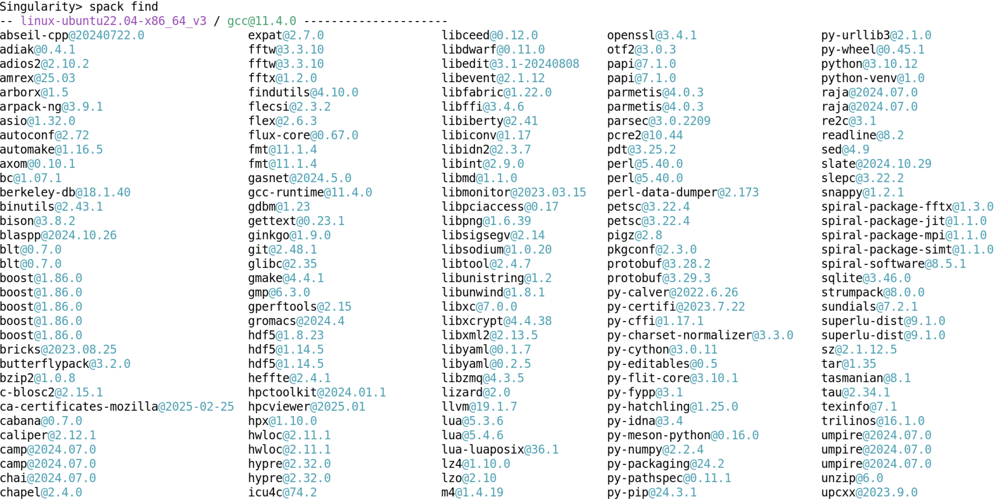 Singularity> spack find
-- linux-ubuntu22.04-x86_64_v3 / gcc@11.4.0 ---------------------
abseil-cpp@20240722.0 expat@2.7.0 libceed@0.12.0 openssl@3.4.1 py-urllib3@2.1.0
adiak@0.4.1 fftw@3.3.10 libdwarf@0.11.0 otf2@3.0.3 py-wheel@0.45.1
adios2@2.10.2 fftw@3.3.10 libedit@3.1-20240808 papi@7.1.0 python@3.10.12
amrex@25.03 fftx@1.2.0 libevent@2.1.12 papi@7.1.0 python-venv@1.0
arborx@1.5 findutils@4.10.0 libfabric@1.22.0 parmetis@4.0.3 raja@2024.07.0
arpack-ng@3.9.1 flecsi@2.3.2 libffi@3.4.6 parmetis@4.0.3 raja@2024.07.0
asio@1.32.0 flex@2.6.3 libiberty@2.41 parsec@3.0.2209 re2c@3.1
autoconf@2.72 flux-core@0.67.0 libiconv@1.17 pcre2@10.44 readline@8.2
automake@1.16.5 fmt@11.1.4 libidn2@2.3.7 pdt@3.25.2 sed@4.9
axom@0.10.1 fmt@11.1.4 libint@2.9.0 perl@5.40.0 slate@2024.10.29
bc@1.07.1 gasnet@2024.5.0 libmd@1.1.0 perl@5.40.0 slepc@3.22.2
berkeley-db@18.1.40 gcc-runtime@11.4.0 libmonitor@2023.03.15 perl-data-dumper@2.173 snappy@1.2.1
binutils@2.43.1 gdbm@1.23 libpciaccess@0.17 petsc@3.22.4 spiral-package-fftx@1.3.0
bison@3.8.2 gettext@0.23.1 libpng@1.6.39 petsc@3.22.4 spiral-package-jit@1.1.0
blaspp@2024.10.26 ginkgo@1.9.0 libsigsegv@2.14 pigz@2.8 spiral-package-mpi@1.1.0
blt@0.7.0 git@2.48.1 libsodium@1.0.20 pkgconf@2.3.0 spiral-package-simt@1.1.0
blt@0.7.0 glibc@2.35 libtool@2.4.7 protobuf@3.28.2 spiral-software@8.5.1
boost@1.86.0 gmake@4.4.1 libunistring@1.2 protobuf@3.29.3 sqlite@3.46.0
boost@1.86.0 gmp@6.3.0 libunwind@1.8.1 py-calver@2022.6.26 strumpack@8.0.0
boost@1.86.0 gperftools@2.15 libxc@7.0.0 py-certifi@2023.7.22 sundials@7.2.1
boost@1.86.0 gromacs@2024.4 libxcrypt@4.4.38 py-cffi@1.17.1 superlu-dist@9.1.0
boost@1.86.0 hdf5@1.8.23 libxml2@2.13.5 py-charset-normalizer@3.3.0 superlu-dist@9.1.0
bricks@2023.08.25 hdf5@1.14.5 libyaml@0.1.7 py-cython@3.0.11 sz@2.1.12.5
butterflypack@3.2.0 hdf5@1.14.5 libyaml@0.2.5 py-editables@0.5 tar@1.35
bzip2@1.0.8 heffte@2.4.1 libzmq@4.3.5 py-flit-core@3.10.1 tasmanian@8.1
c-blosc2@2.15.1 hpctoolkit@2024.01.1 lizard@2.0 py-fypp@3.1 tau@2.34.1
ca-certificates-mozilla@2025-02-25 hpcviewer@2025.01 llvm@19.1.7 py-hatchling@1.25.0 texinfo@7.1
cabana@0.7.0 hpx@1.10.0 lua@5.3.6 py-idna@3.4 trilinos@16.1.0
caliper@2.12.1 hwloc@2.11.1 lua@5.4.6 py-meson-python@0.16.0 umpire@2024.07.0
camp@2024.07.0 hwloc@2.11.1 lua-luaposix@36.1 py-numpy@2.2.4 umpire@2024.07.0
camp@2024.07.0 hypre@2.32.0 lz4@1.10.0 py-packaging@24.2 umpire@2024.07.0
chai@2024.07.0 hypre@2.32.0 lzo@2.10 py-pathspec@0.11.1 unzip@6.0
chapel@2.4.0 icu4c@74.2 m4@1.4.19 py-pip@24.3.1 upcxx@2023.9.0